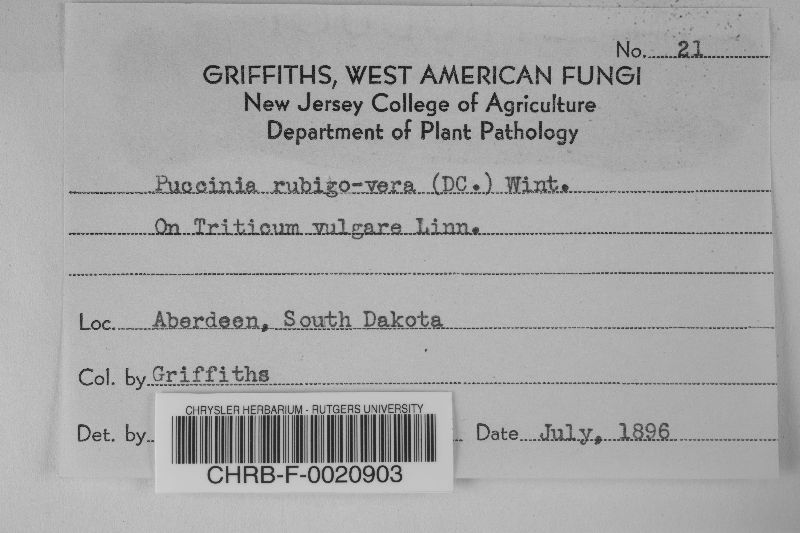 No. 21
GRIFFITHS, WEST AMERICAN FUNGI
New Jersey College of Agriculture
Department of Plant Pathology
Puccinia rubigo-vera (DC.) Wint.
On Triticum vulgare Linn.
Loc. Aberdeen, South Dakota
Col. by Griffiths
Det. by Date July, 1896
CHRYSLER HERBARIUM - RUTGERS UNIVERSITY
CHRB-F-0020903